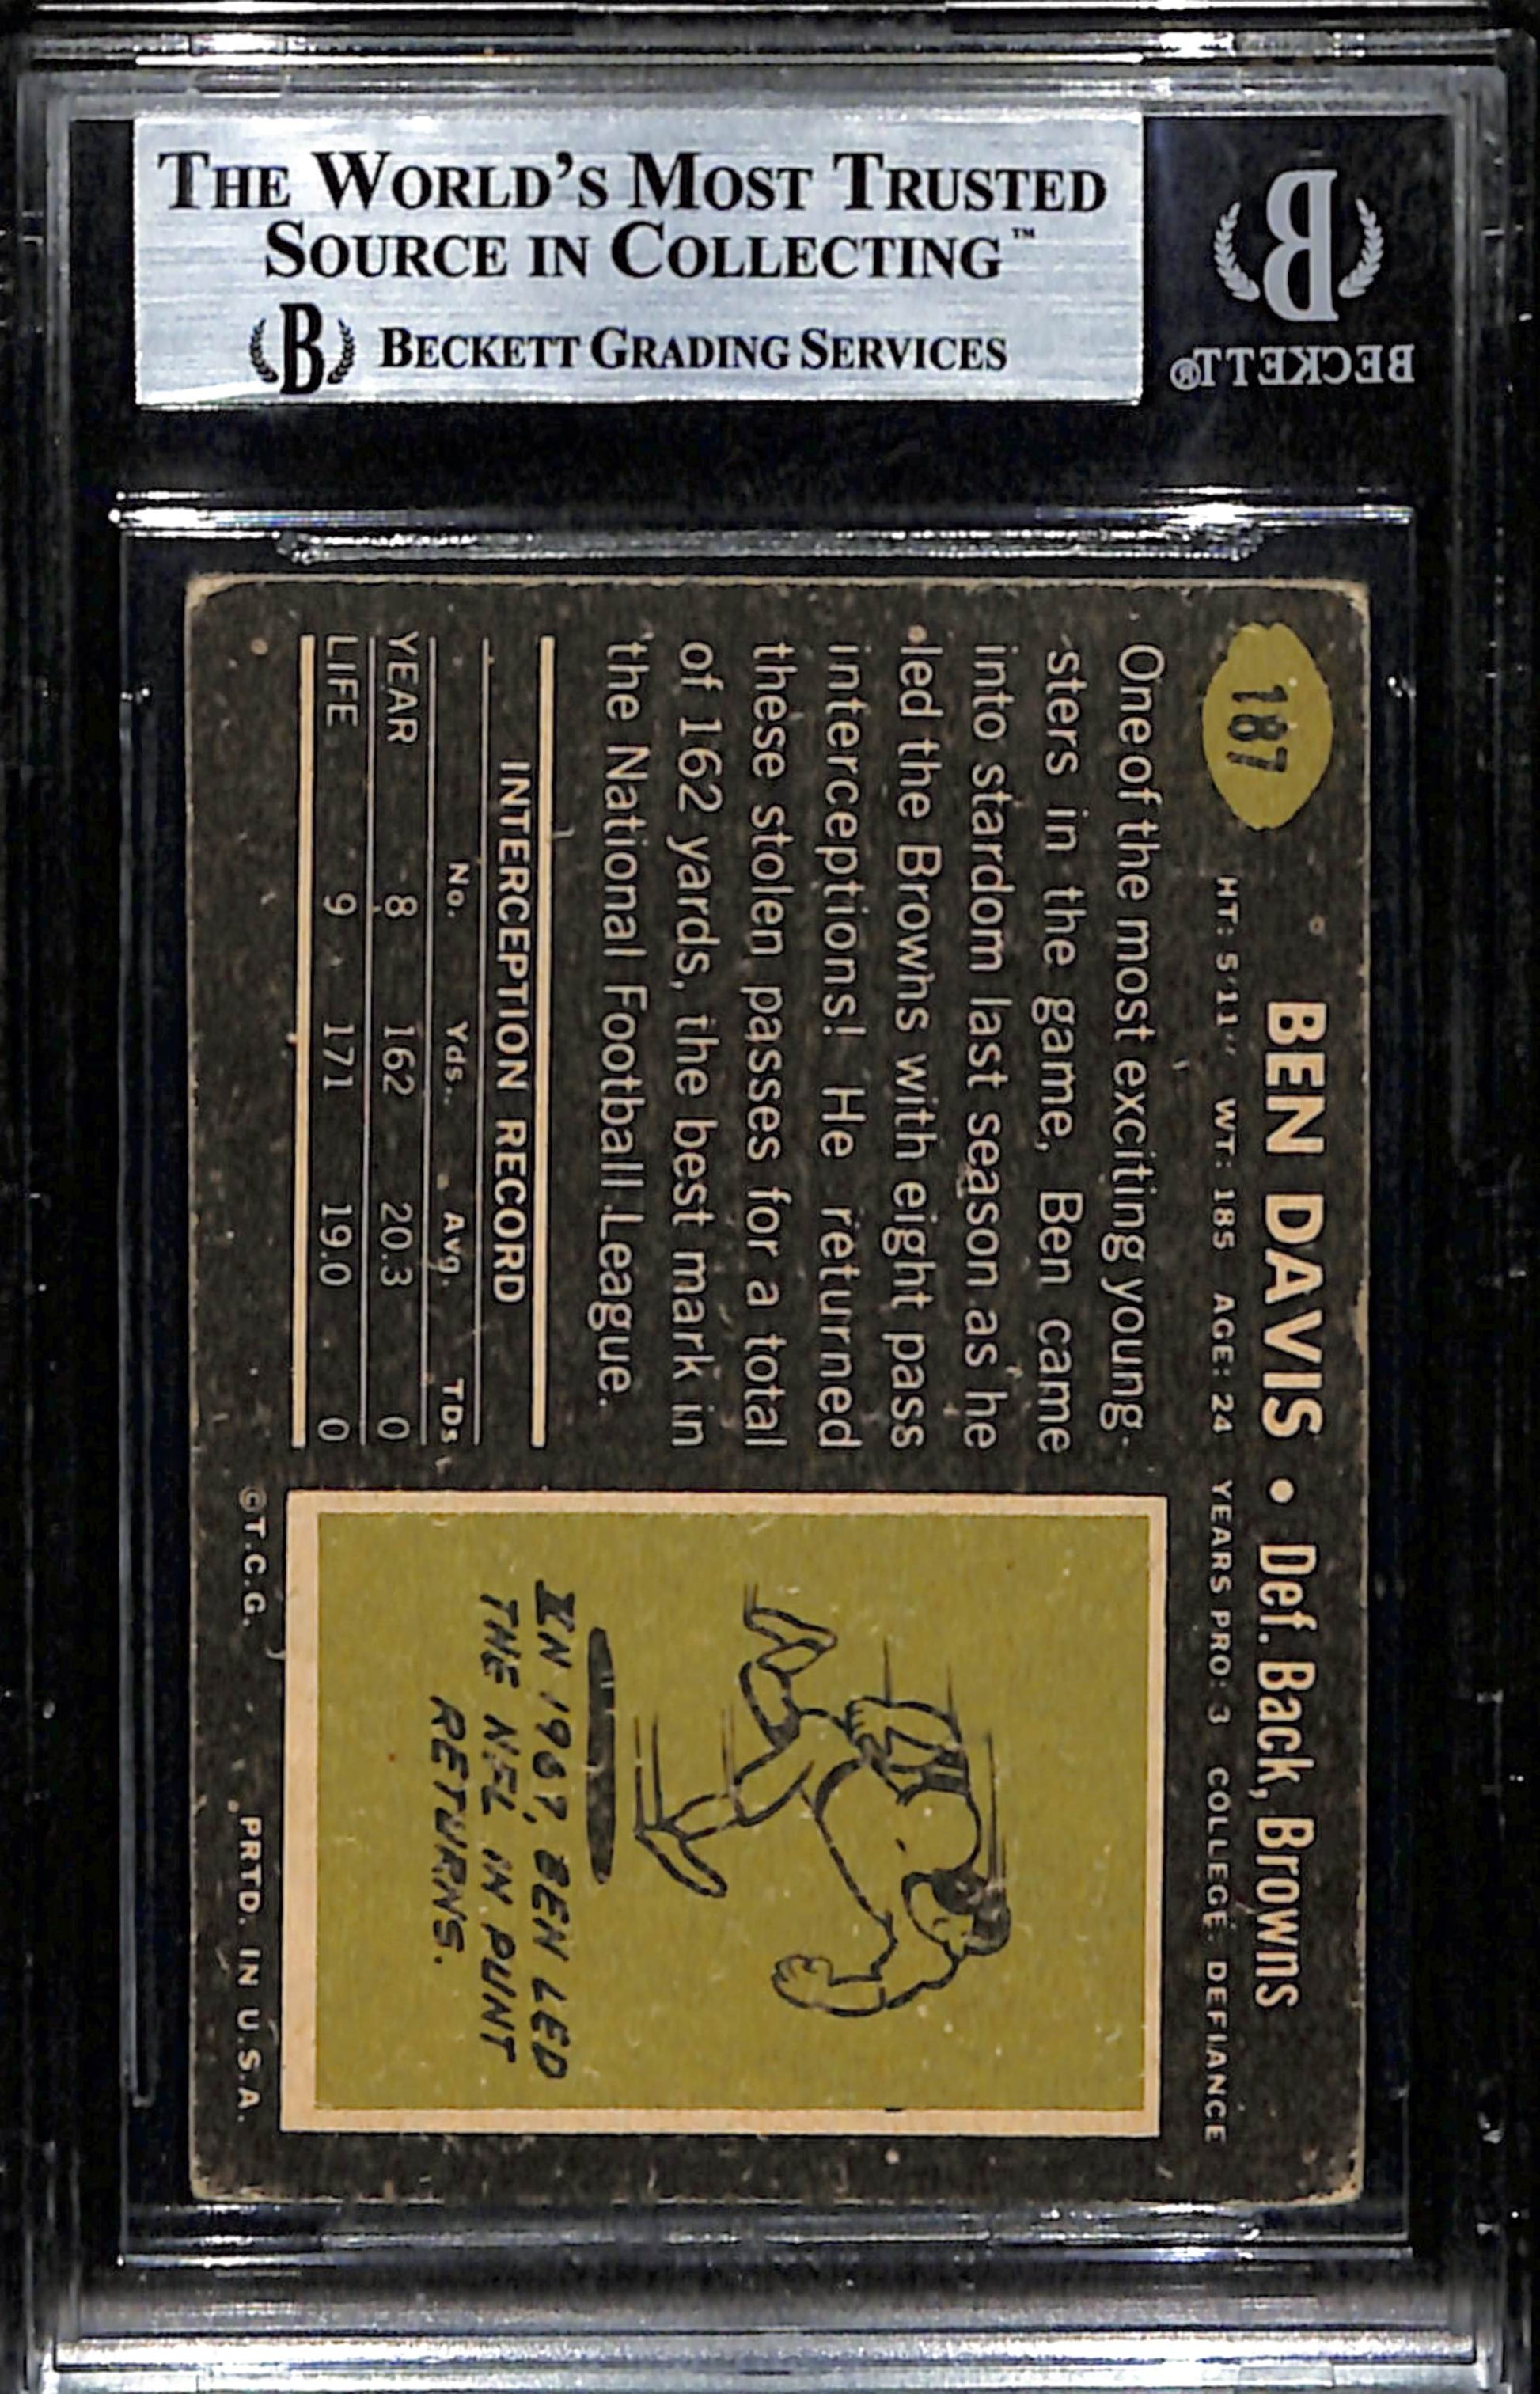 THE WORLD'S MOST TRUSTED
SOURCE IN COLLECTING™
B BECKETT GRADING SERVICES
B
BECKETT®
187
BEN DAVIS • Def. Back, Browns
HT: 5'11" WT: 185 AGE: 24 YEARS PRO: 3 COLLEGE: DEFIANCE
One of the most exciting young-
sters in the game, Ben came
into stardom last season as he
led the Browns with eight pass
interceptions! He returned
these stolen passes for a total
of 162 yards, the best mark in
the National Football League.
INTERCEPTION RECORD
No. Yds. Avg. TDs
YEAR 8 162 20.3 0
LIFE 9 171 19.0 0
IN 1967, BEN LED
THE NFL IN PUNT
RETURNS.
©T.C.G. PRTD. IN U.S.A.